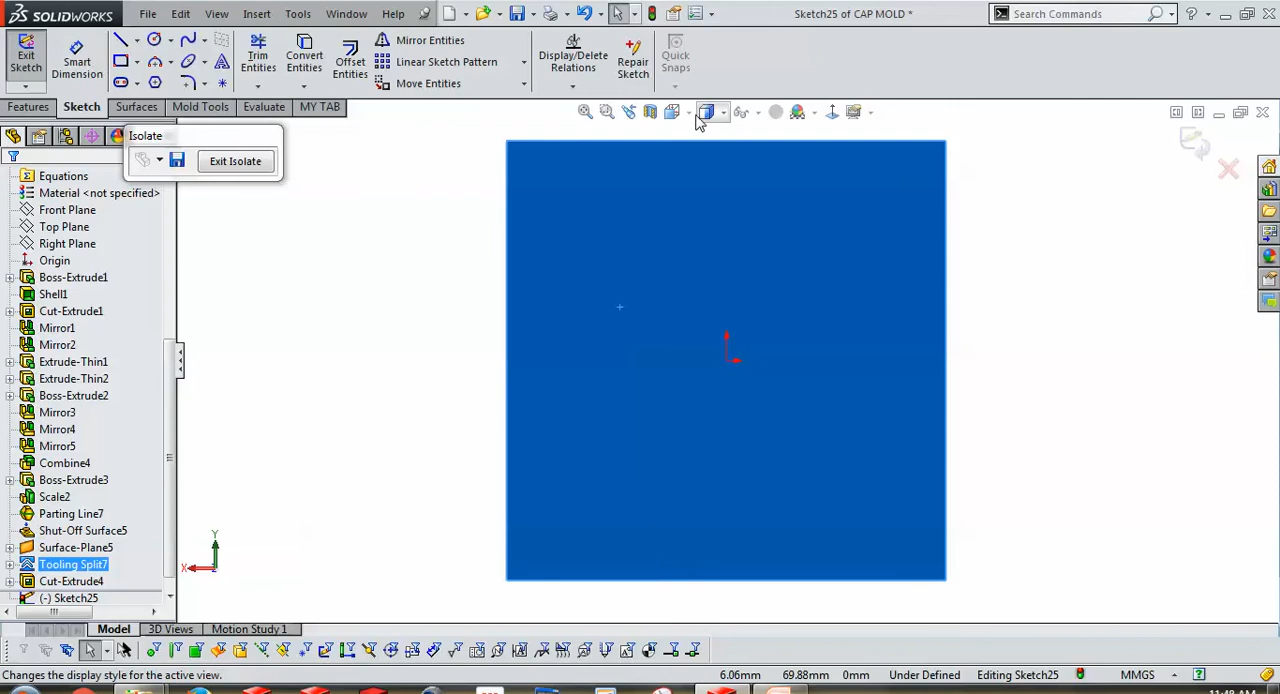 SOLIDWORKS File Edit View Insert Tools Window Help Sketch25 of CAP MOLD * Search Commands
Exit Sketch
Smart Dimension
Trim Entities
Convert Entities
Offset Entities
Mirror Entities
Linear Sketch Pattern
Move Entities
Display/Delete Relations
Repair Sketch
Quick Snaps
Features Sketch Surfaces Mold Tools Evaluate MY TAB
Isolate
Exit Isolate
Equations
Material <not specified>
Front Plane
Top Plane
Right Plane
Origin
Boss-Extrude1
Shell1
Cut-Extrude1
Mirror1
Mirror2
Extrude-Thin1
Extrude-Thin2
Boss-Extrude2
Mirror3
Mirror4
Mirror5
Combine4
Boss-Extrude3
Scale2
Parting Line7
Shut-Off Surface5
Surface-Plane5
Tooling Split7
Cut-Extrude4
(-) Sketch25
Y
X
Model 3D Views Motion Study 1
Changes the display style for the active view. 6.06mm 69.88mm 0mm Under Defined Editing Sketch25 MMGS